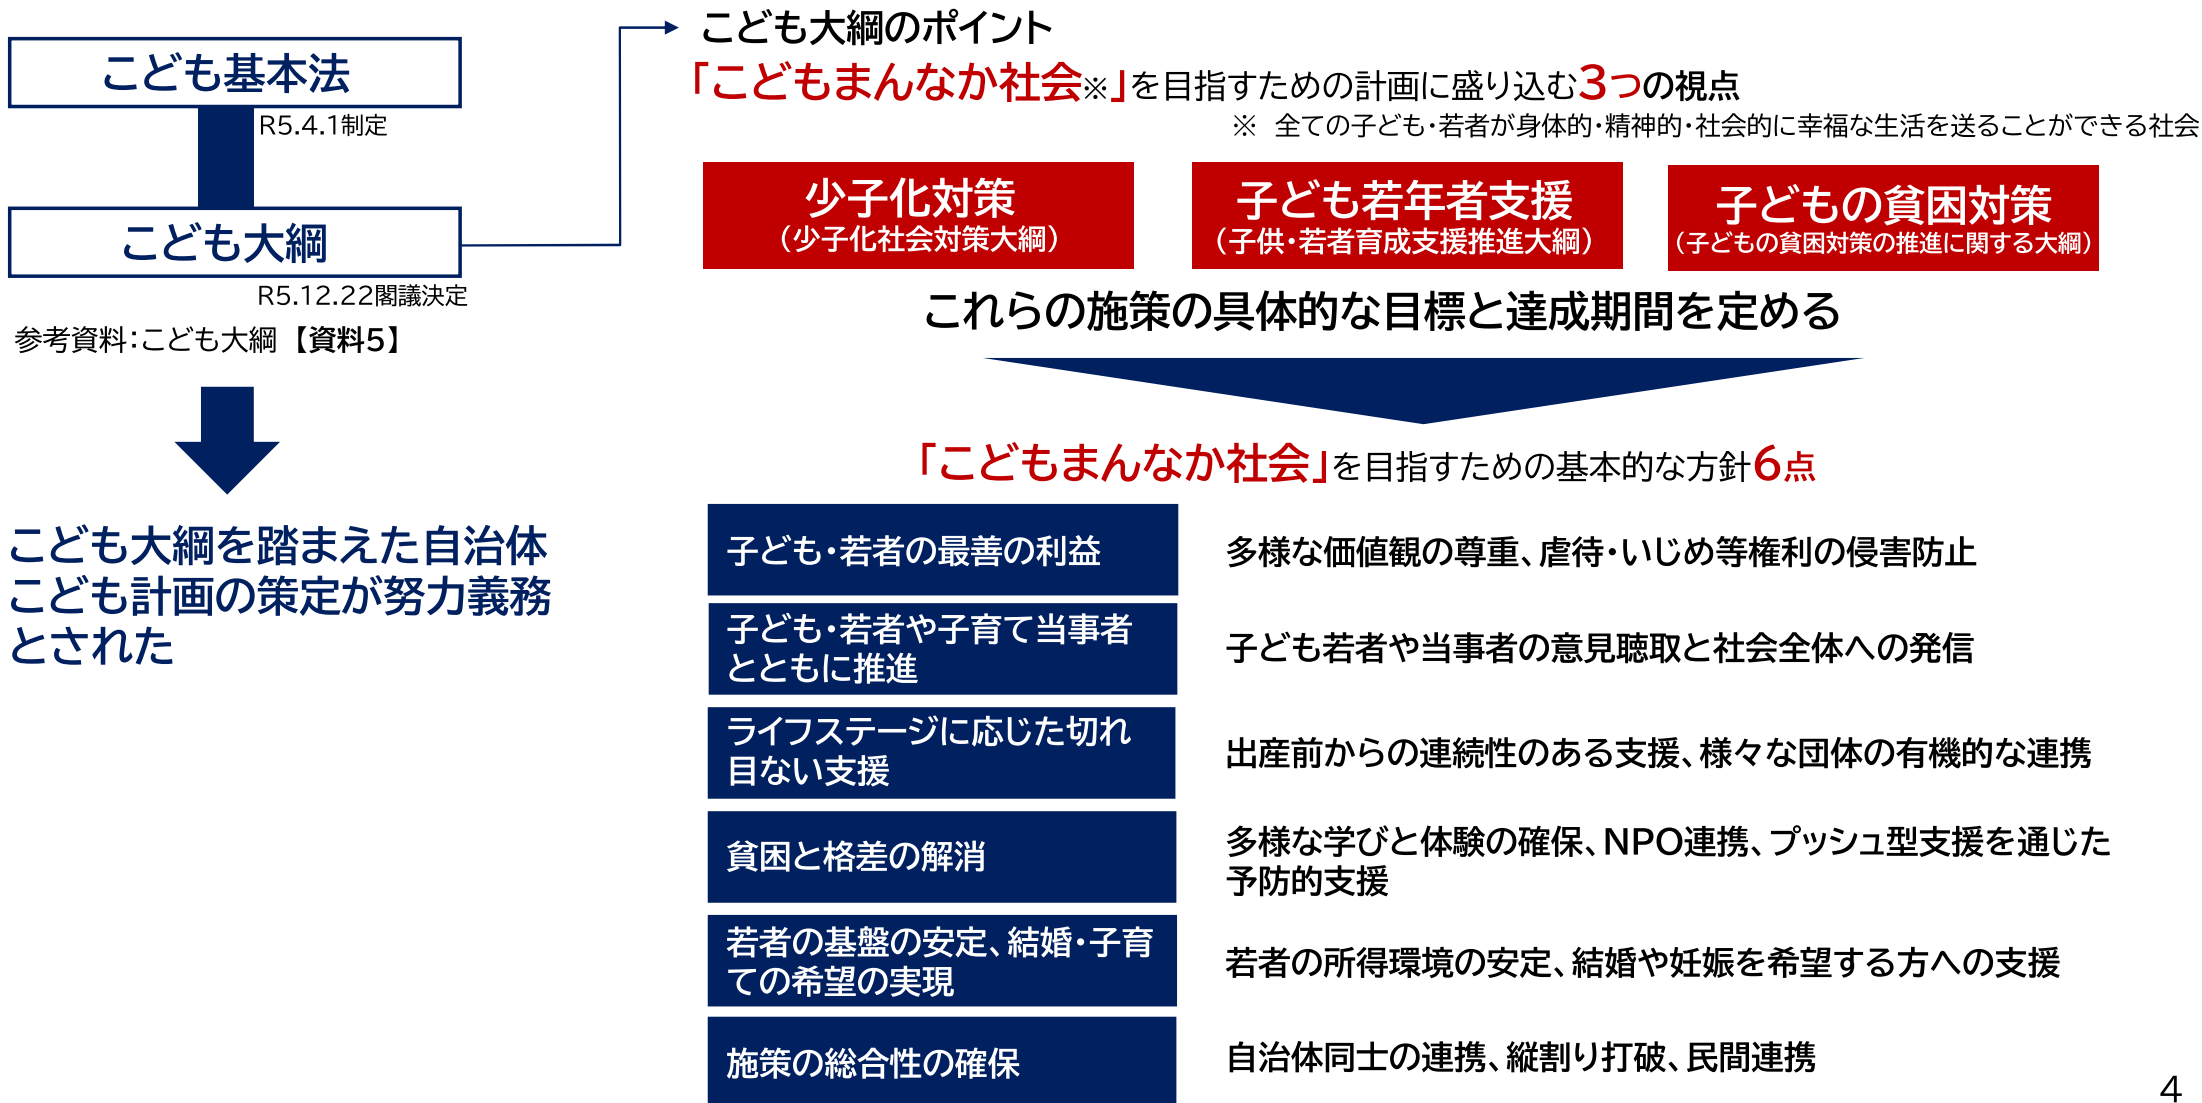 こども基本法
R5.4.1制定
こども大綱
R5.12.22閣議決定
参考資料：こども大綱【資料5】
こども大綱を踏まえた自治体
こども計画の策定が努力義務
とされた
こども大綱のポイント
「こどもまんなか社会※」を目指すための計画に盛り込む3つの視点
※ 全ての子ども・若者が身体的・精神的・社会的に幸福な生活を送ることができる社会
少子化対策
（少子化社会対策大綱）
子ども若年者支援
（子供・若者育成支援推進大綱）
子どもの貧困対策
（子どもの貧困対策の推進に関する大綱）
これらの施策の具体的な目標と達成期間を定める
「こどもまんなか社会」を目指すための基本的な方針6点
子ども・若者の最善の利益
多様な価値観の尊重、虐待・いじめ等権利の侵害防止
子ども・若者や子育て当事者
とともに推進
子ども若者や当事者の意見聴取と社会全体への発信
ライフステージに応じた切れ
目ない支援
出産前からの連続性のある支援、様々な団体の有機的な連携
貧困と格差の解消
多様な学びと体験の確保、NPO連携、プッシュ型支援を通じた
予防的支援
若者の基盤の安定、結婚・子育
ての希望の実現
若者の所得環境の安定、結婚や妊娠を希望する方への支援
施策の総合性の確保
自治体同士の連携、縦割り打破、民間連携
4